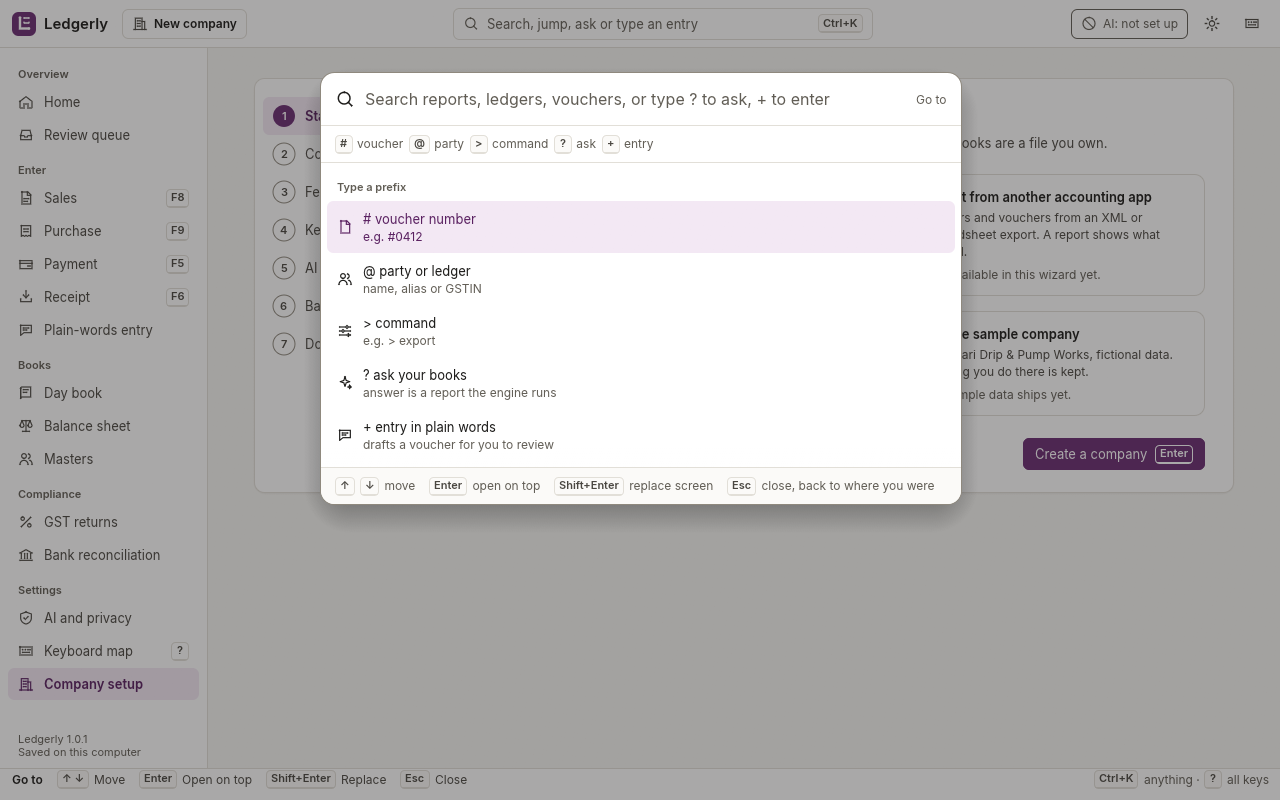 Ledgerly
New company
Search, jump, ask or type an entry
Ctrl+K
AI: not set up
Overview
Home
Review queue
Enter
Sales F8
Purchase F9
Payment F5
Receipt F6
Plain-words entry
Books
Day book
Balance sheet
Masters
Compliance
GST returns
Bank reconciliation
Settings
AI and privacy
Keyboard map ?
Company setup
Ledgerly 1.0.1
Saved on this computer
1
2
3
4
5
6
7
AI
Search reports, ledgers, vouchers, or type ? to ask, + to enter
Go to
# voucher @ party > command ? ask + entry
Type a prefix
# voucher number
e.g. #0412
@ party or ledger
name, alias or GSTIN
> command
e.g. > export
? ask your books
answer is a report the engine runs
+ entry in plain words
drafts a voucher for you to review
↑ ↓ move Enter open on top Shift+Enter replace screen Esc close, back to where you were
are a file you own.
from another accounting app
and vouchers from an XML or
export. A report shows what
in this wizard yet.
sample company
Drip & Pump Works, fictional data.
you do there is kept.
data ships yet.
Create a company Enter
Go to ↑ ↓ Move Enter Open on top Shift+Enter Replace Esc Close
Ctrl+K anything · ? all keys